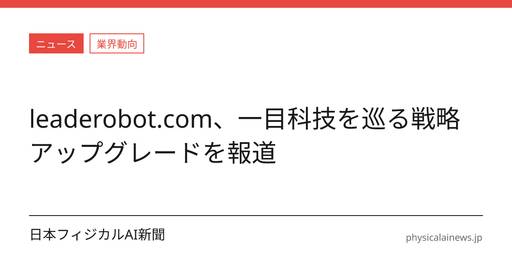 ニュース
業界動向
leaderobot.com、一目科技を巡る戦略
アップグレードを報道
日本フィジカルAI新聞
physicalainews.jp